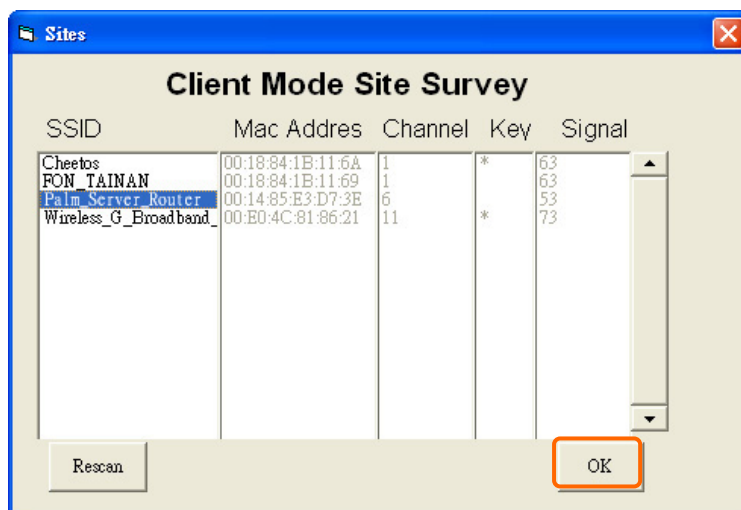 Sites
Client Mode Site Survey
SSID Mac Addres Channel Key Signal
Cheetos 00:18:84:1B:11:6A 1 * 63
FON_TAINAN 00:18:84:1B:11:69 1 63
Palm_Server_Router 00:14:85:E3:D7:3E 6 53
Wireless_G_Broadband_ 00:E0:4C:81:86:21 11 * 73
Rescan OK